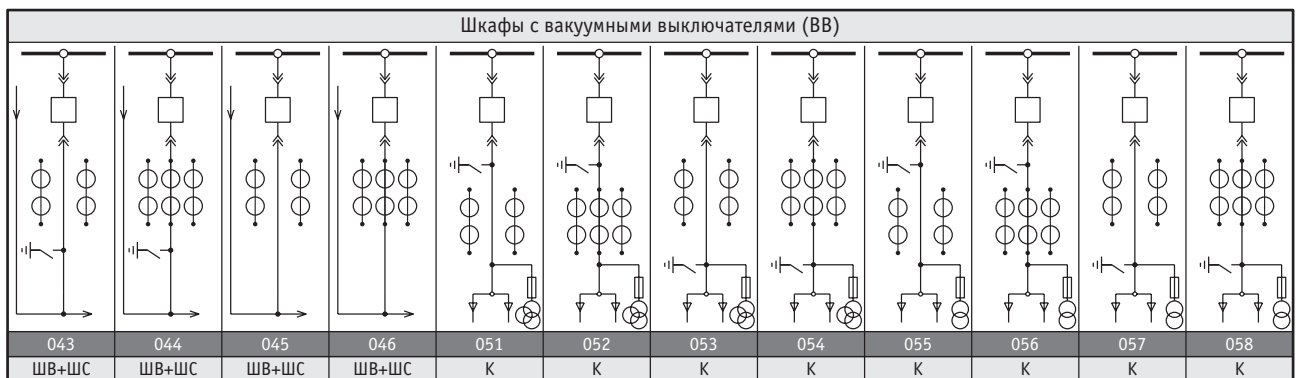 Шкафы с вакуумными выключателями (ВВ)
043 044 045 046 051 052 053 054 055 056 057 058
ШВ+ШС ШВ+ШС ШВ+ШС ШВ+ШС К К К К К К К К